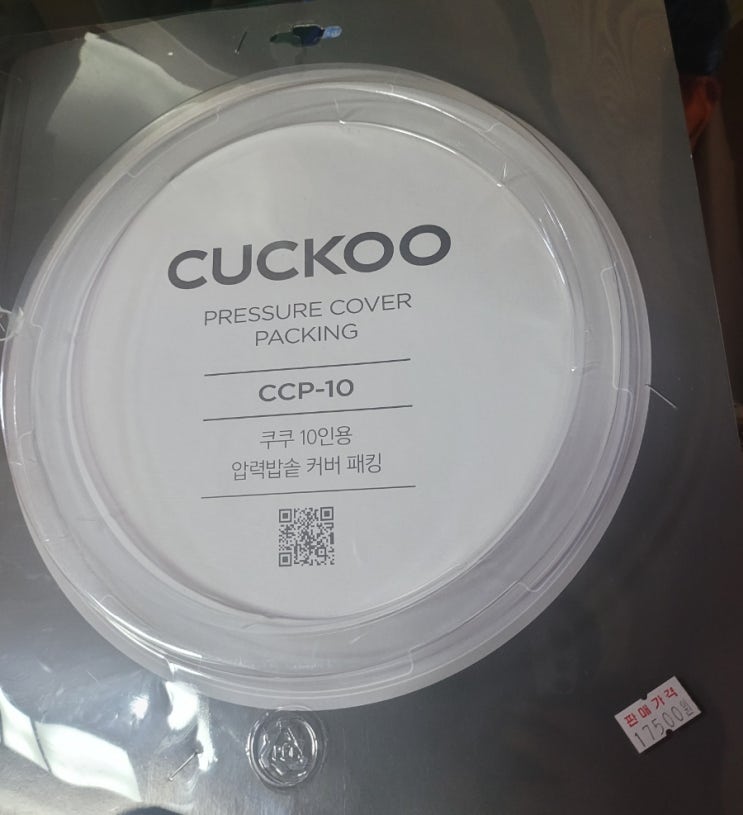 CUCKOO
PRESSURE COVER
PACKING
CCP-10
쿠쿠 10인용
압력밥솥 커버 패킹
판매가격
17500원